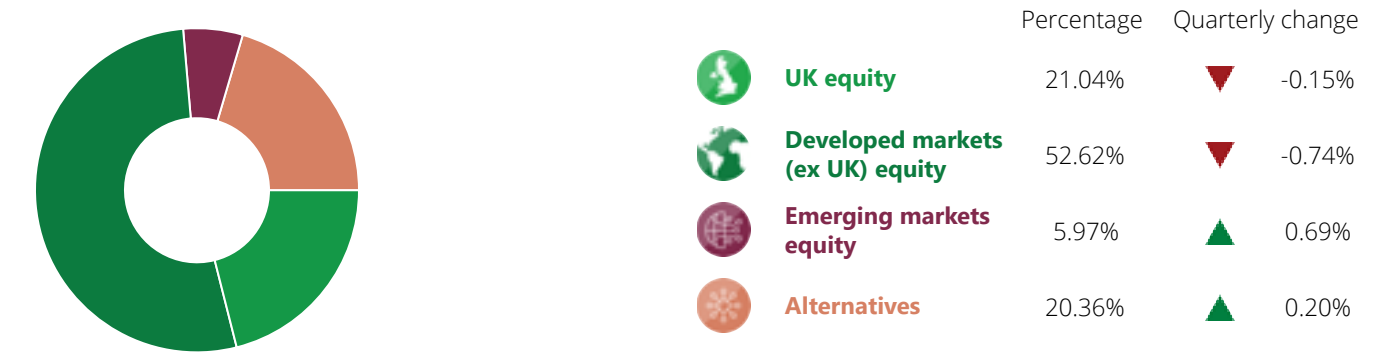 Percentage Quarterly change
UK equity 21.04% -0.15%
Developed markets
(ex UK) equity 52.62% -0.74%
Emerging markets
equity 5.97% 0.69%
Alternatives 20.36% 0.20%